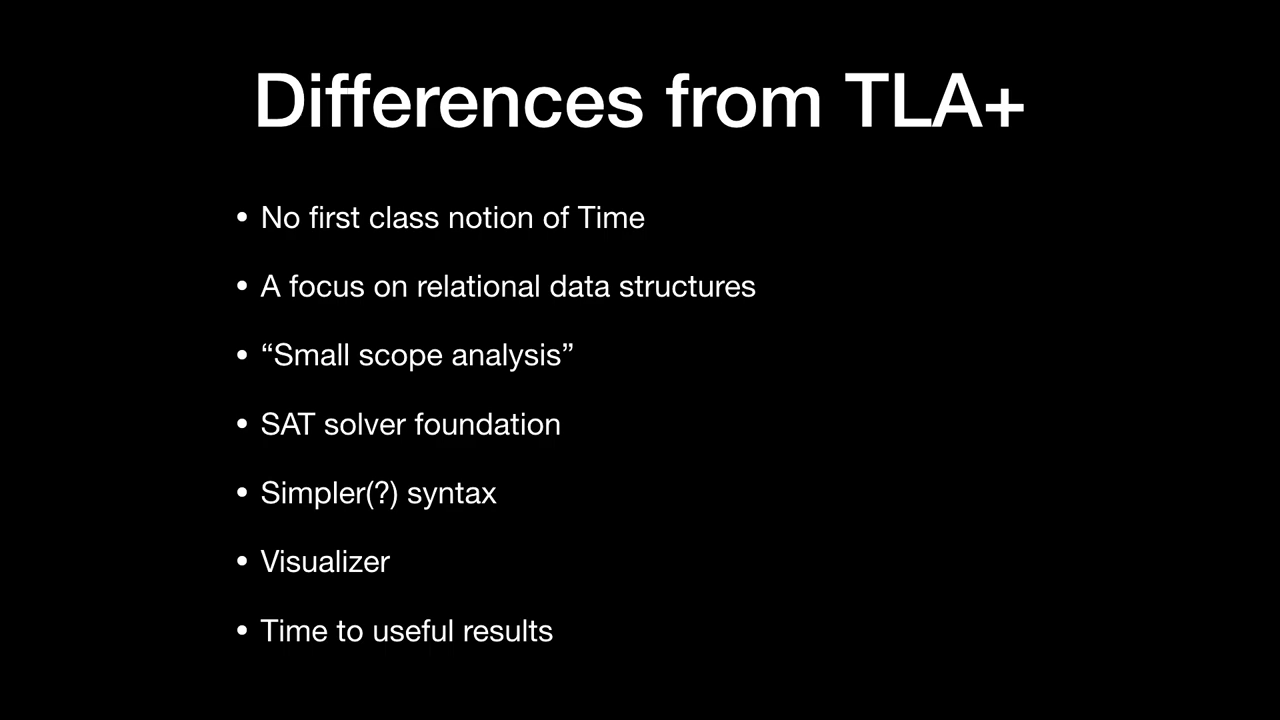 Differences from TLA+
• No first class notion of Time
• A focus on relational data structures
• “Small scope analysis”
• SAT solver foundation
• Simpler(?) syntax
• Visualizer
• Time to useful results